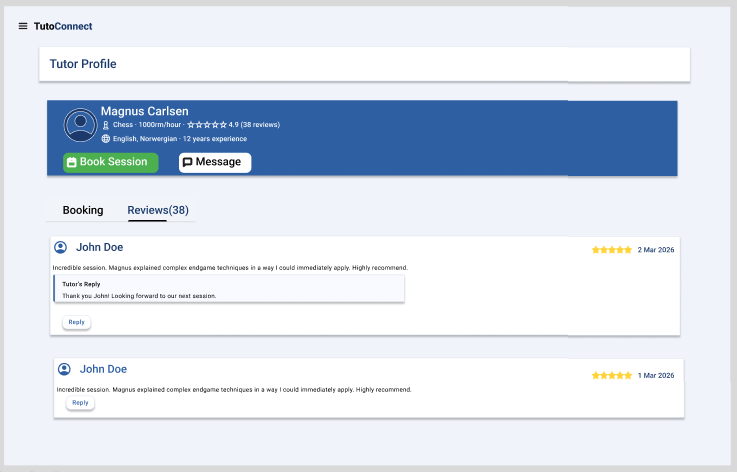 TutoConnect
Tutor Profile
Magnus Carlsen
Chess · 1000rm/hour · 4.9 (38 reviews)
English, Norwergian · 12 years experience
Book Session
Message
Booking
Reviews(38)
John Doe
2 Mar 2026
Incredible session. Magnus explained complex endgame techniques in a way I could immediately apply. Highly recommend.
Tutor's Reply
Thank you John! Looking forward to our next session.
Reply
John Doe
1 Mar 2026
Incredible session. Magnus explained complex endgame techniques in a way I could immediately apply. Highly recommend.
Reply